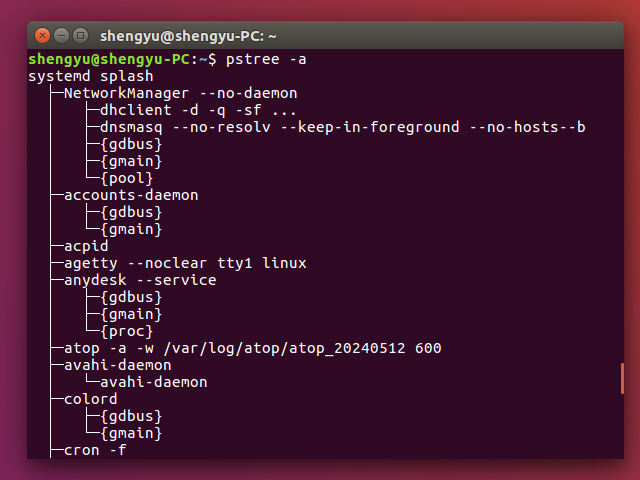 shengyu@shengyu-PC: ~
shengyu@shengyu-PC:~$ pstree -a
systemd splash
├─NetworkManager --no-daemon
│   ├─dhclient -d -q -sf ...
│   ├─dnsmasq --no-resolv --keep-in-foreground --no-hosts--b
│   ├─{gdbus}
│   ├─{gmain}
│   └─{pool}
├─accounts-daemon
│   ├─{gdbus}
│   └─{gmain}
├─acpid
├─agetty --noclear tty1 linux
├─anydesk --service
│   ├─{gdbus}
│   ├─{gmain}
│   └─{proc}
├─atop -a -w /var/log/atop/atop_20240512 600
├─avahi-daemon
│   └─avahi-daemon
├─colord
│   ├─{gdbus}
│   └─{gmain}
├─cron -f